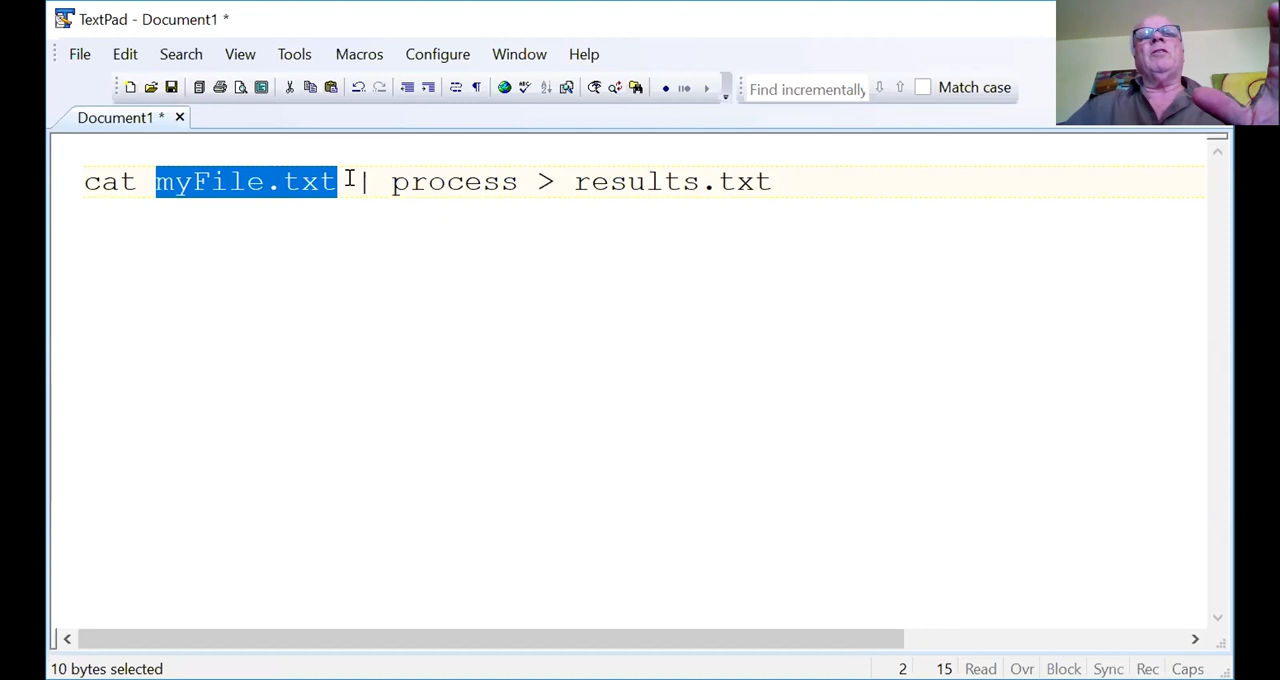 TextPad - Document1 *
File Edit Search View Tools Macros Configure Window Help
Find incrementally Match case
Document1 *
cat myFile.txt | process > results.txt
10 bytes selected 2 15 Read Ovr Block Sync Rec Caps